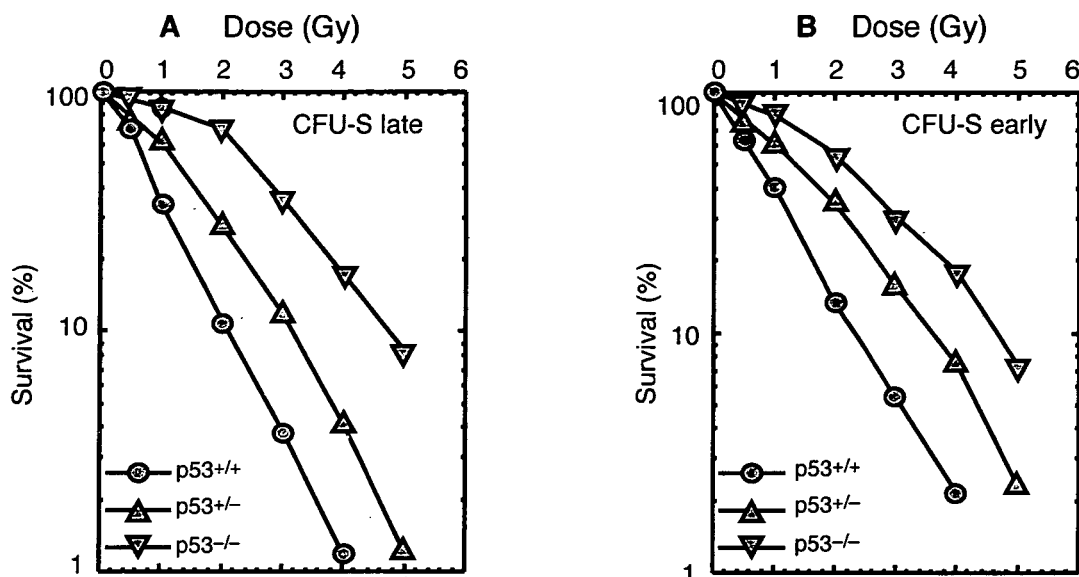 A Dose (Gy)
0 1 2 3 4 5 6
100
10
1
Survival (%)
CFU-S late
p53+/+
p53+/–
p53–/–
B Dose (Gy)
0 1 2 3 4 5 6
100
10
1
Survival (%)
CFU-S early
p53+/+
p53+/–
p53–/–